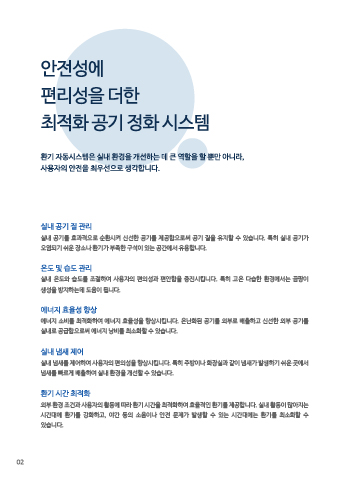 안전성에
편리성을 더한
최적화 공기 정화 시스템
환기 자동시스템은 실내 환경을 개선하는 데 큰 역할을 할 뿐만 아니라,
사용자의 안전을 최우선으로 생각합니다.
실내 공기 질 관리
실내 공기를 효과적으로 순환시켜 신선한 공기를 제공함으로써 공기 질을 유지할 수 있습니다. 특히 실내 공기가
오염되기 쉬운 장소나 환기가 부족한 구석이 있는 공간에서 유용합니다.
온도 및 습도 관리
실내 온도와 습도를 조절하여 사용자의 편의성과 편안함을 증진시킵니다. 특히 고온 다습한 환경에서는 곰팡이
생성을 방지하는데 도움이 됩니다.
에너지 효율성 향상
에너지 소비를 최적화하여 에너지 효율성을 향상시킵니다. 온난화된 공기를 외부로 배출하고 신선한 외부 공기를
실내로 공급함으로써 에너지 낭비를 최소화할 수 있습니다.
실내 냄새 제어
실내 냄새를 제어하여 사용자의 편의성을 향상시킵니다. 특히 주방이나 화장실과 같이 냄새가 발생하기 쉬운 곳에서
냄새를 빠르게 배출하여 실내 환경을 개선할 수 있습니다.
환기 시간 최적화
외부 환경 조건과 사용자의 활동에 따라 환기 시간을 최적화하여 효율적인 환기를 제공합니다. 실내 활동이 많아지는
시간대에 환기를 강화하고, 야간 등의 소음이나 안전 문제가 발생할 수 있는 시간대에는 환기를 최소화할 수
있습니다.
02